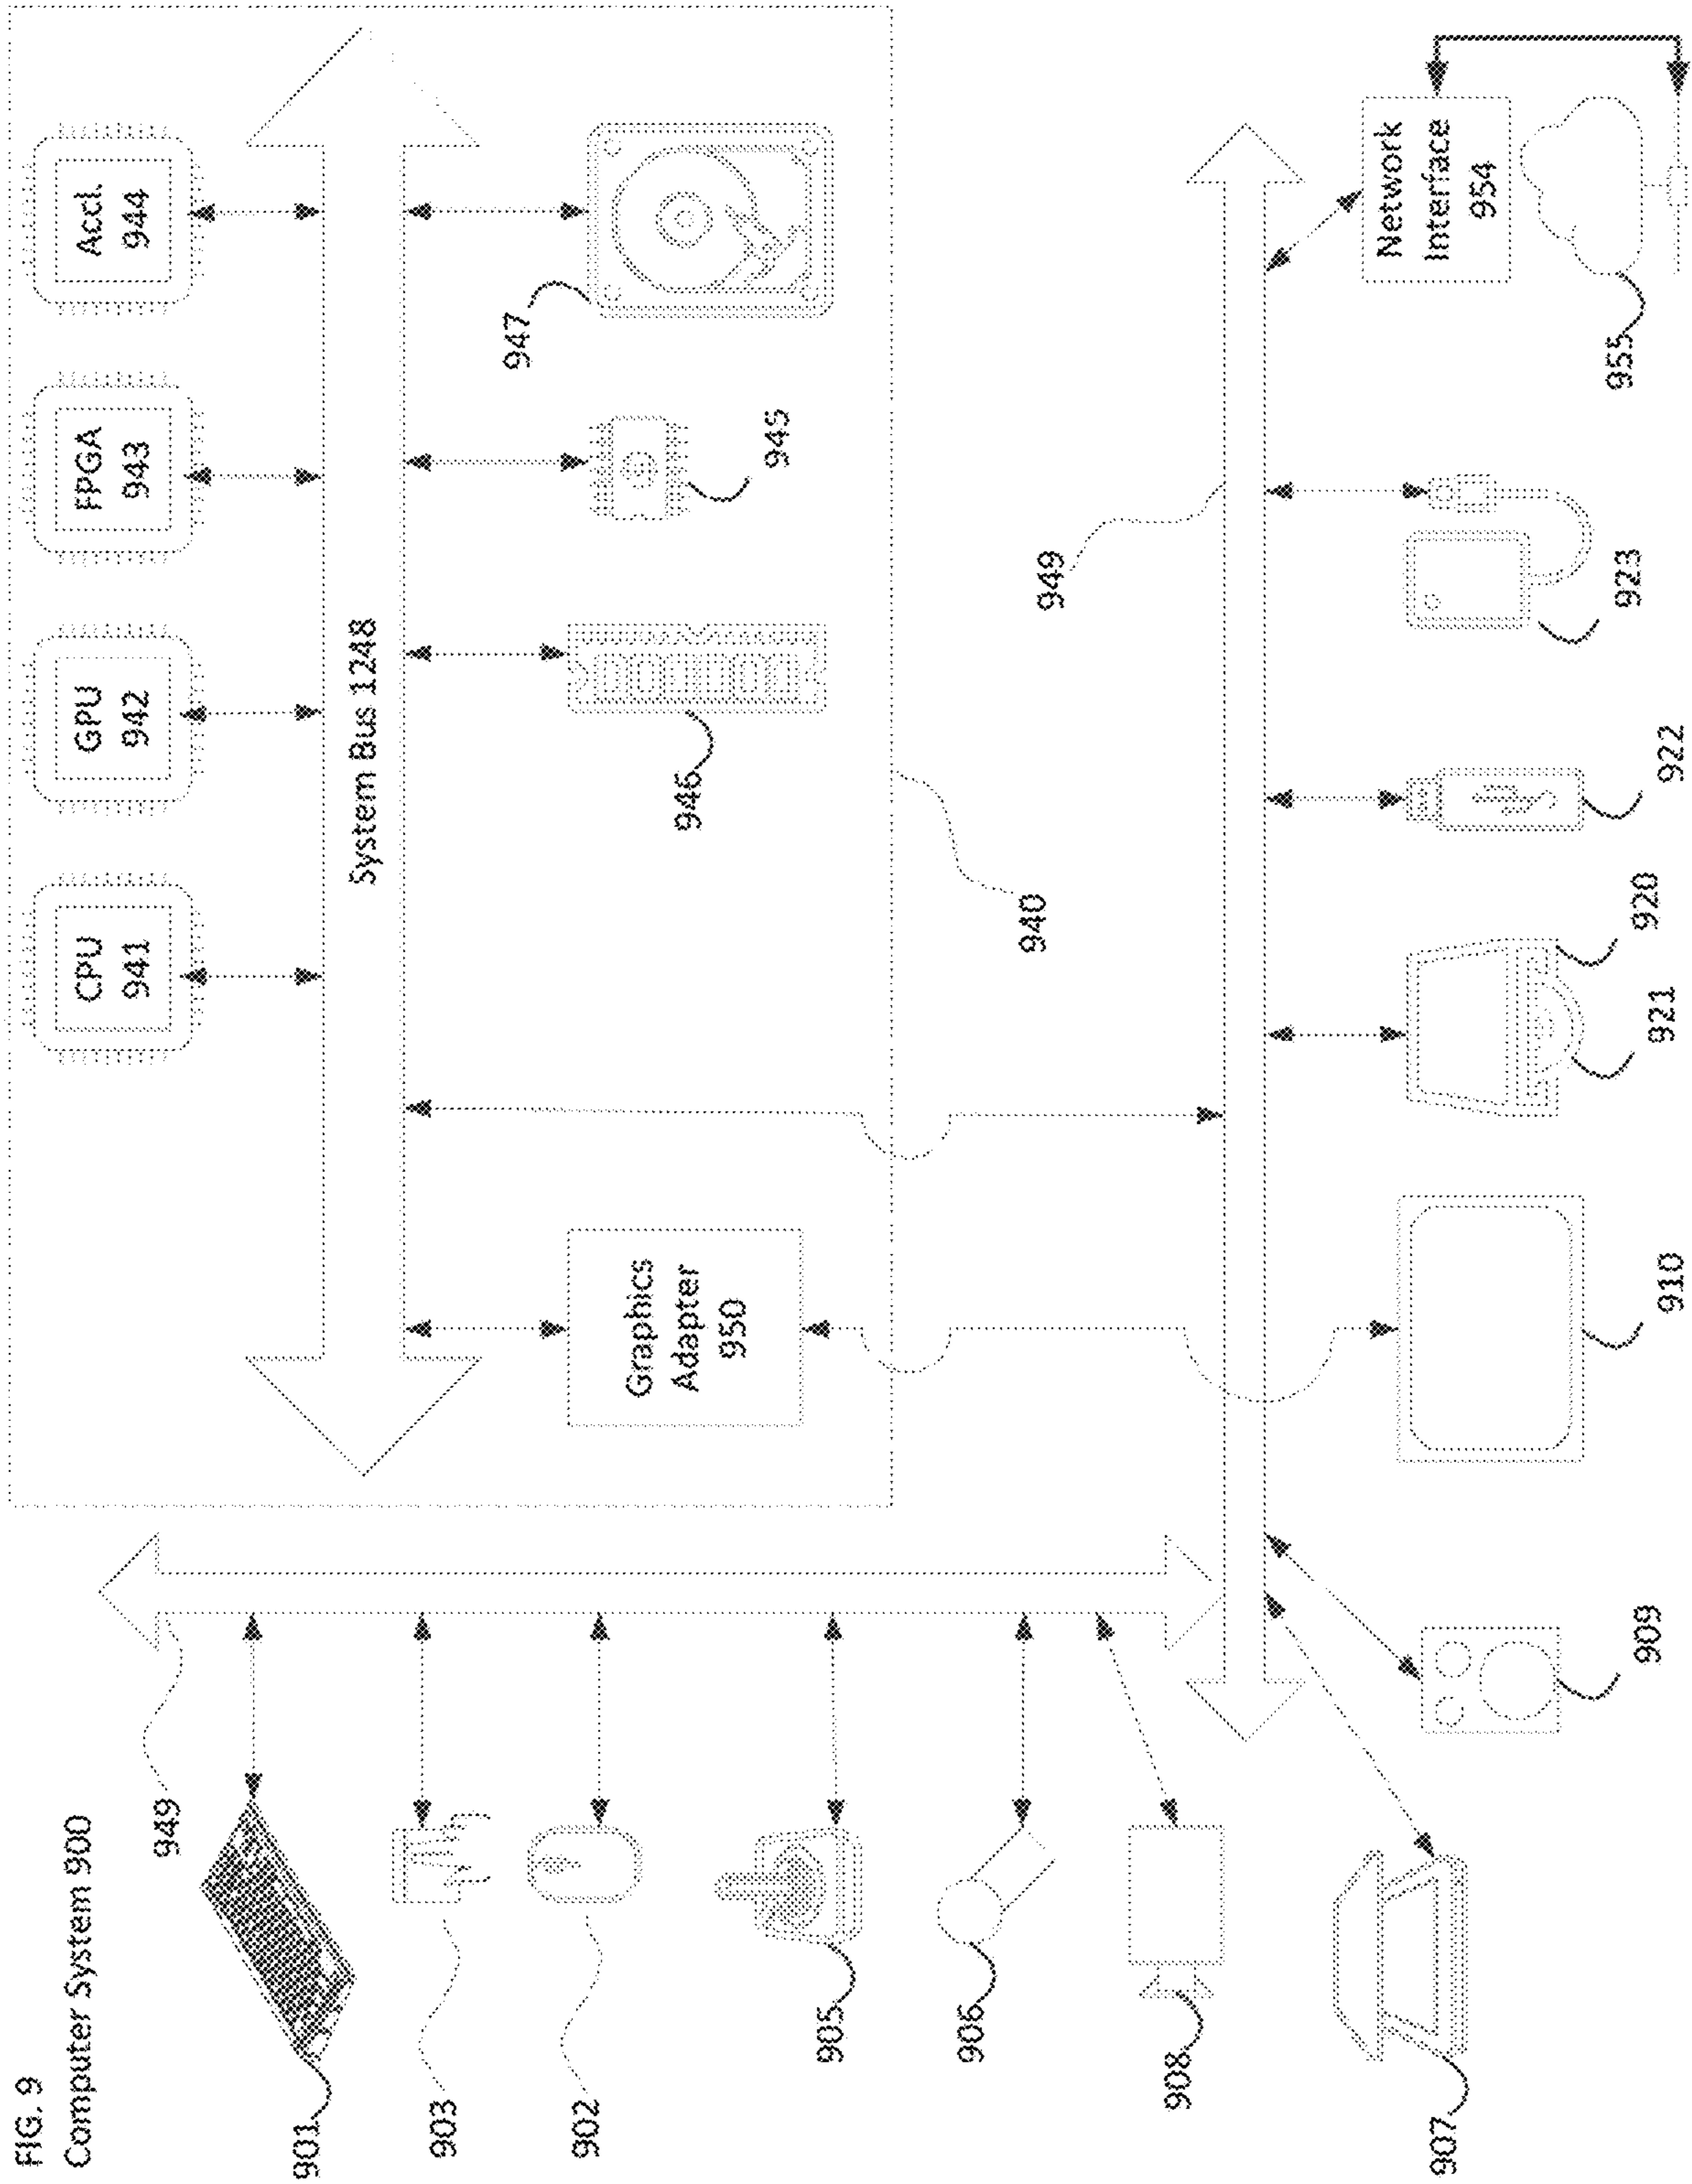 FIG. 9
Computer System 900
CPU
941
GPU
942
FPGA
943
Accl.
944
System Bus 1248
949
901
903
902
905
906
908
907
Graphics
Adapter
950
946
945
947
940
949
909
910
921
920
922
923
Network
Interface
954
955